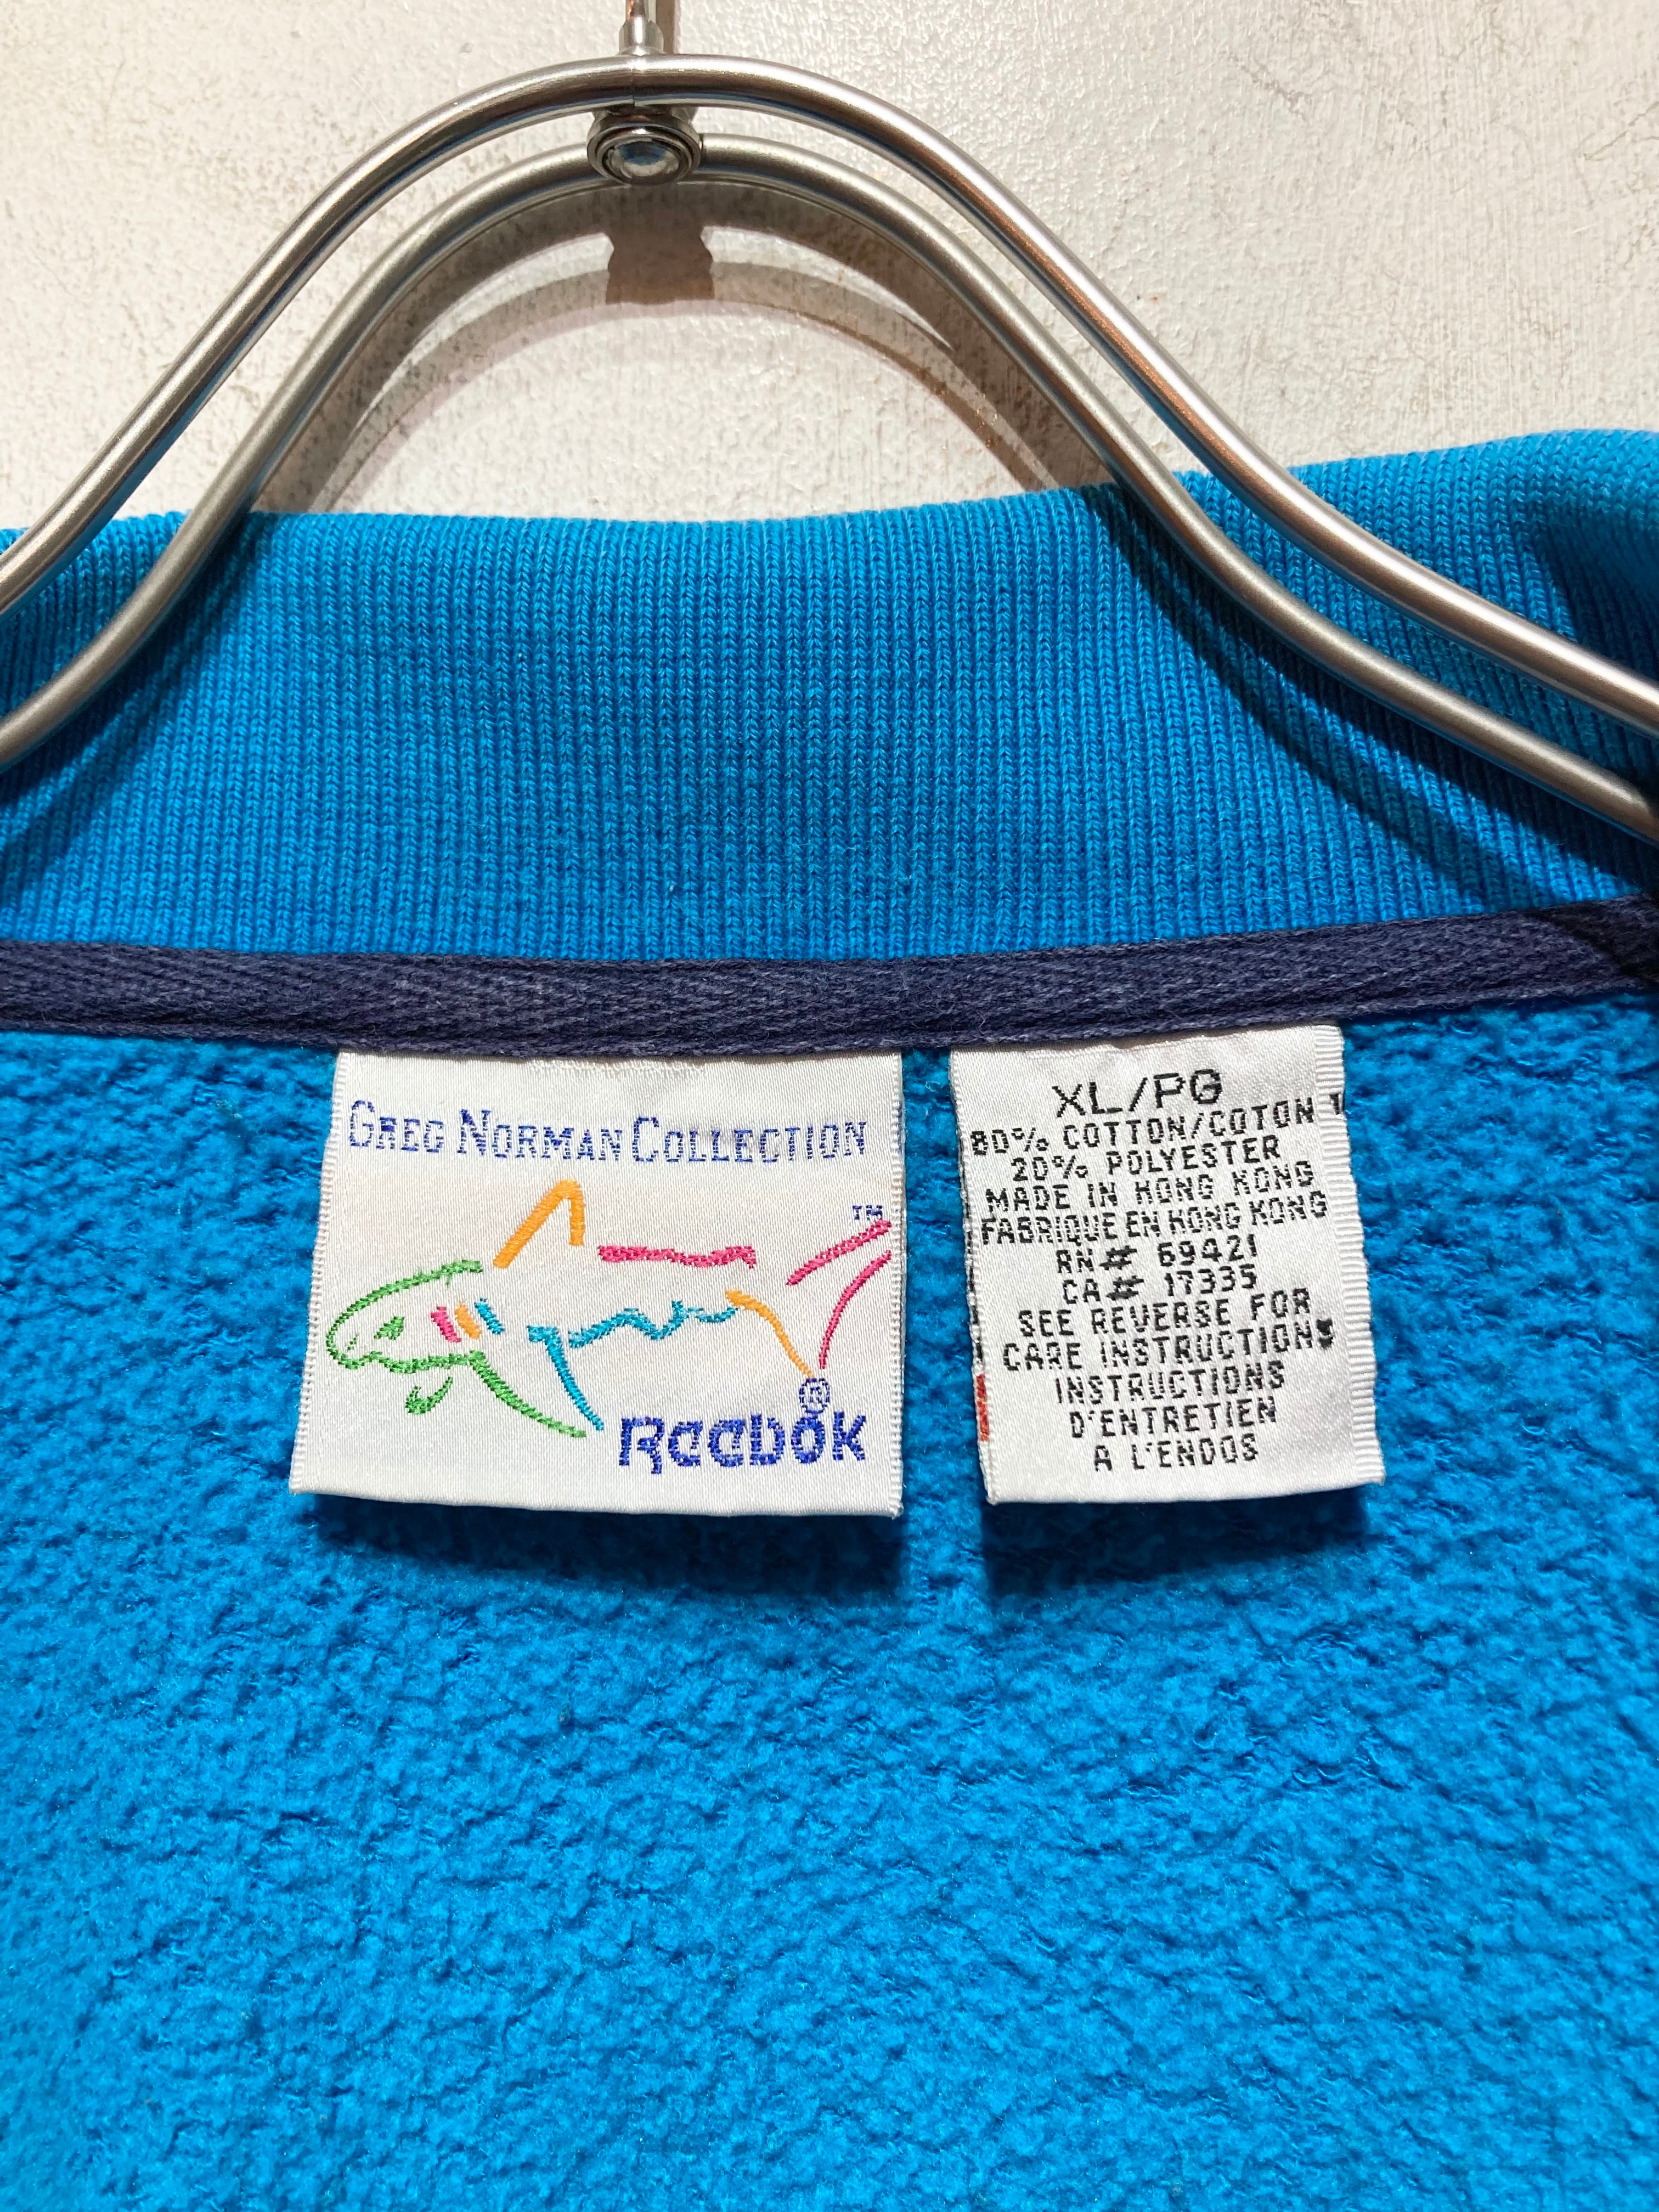 GREG NORMAN COLLECTION
TM
®
Reebok
XL/PG
80% COTTON/COTON
20% POLYESTER
MADE IN HONG KONG
FABRIQUE EN HONG KONG
RN# 69421
CA# 17335
SEE REVERSE FOR
CARE INSTRUCTIONS
INSTRUCTIONS
D'ENTRETIEN
A L'ENDOS